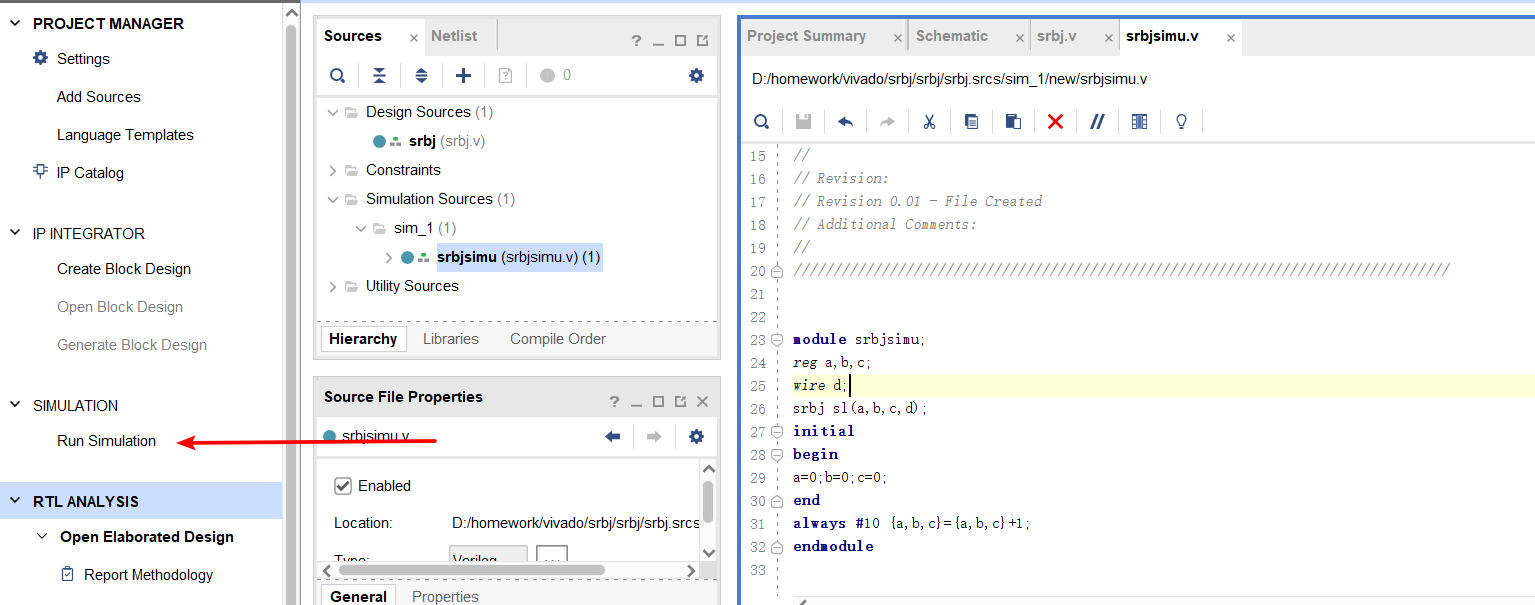 PROJECT MANAGER
Settings
Add Sources
Language Templates
IP Catalog
IP INTEGRATOR
Create Block Design
Open Block Design
Generate Block Design
SIMULATION
Run Simulation
RTL ANALYSIS
Open Elaborated Design
Report Methodology
Sources × Netlist
? _
0
Design Sources (1)
srbj (srbj.v)
Constraints
Simulation Sources (1)
sim_1 (1)
srbjsimu (srbjsimu.v) (1)
Utility Sources
Hierarchy Libraries Compile Order
Source File Properties ? _ ×
srbjsimu.v
Enabled
Location: D:/homework/vivado/srbj/srbj/srbj.srcs
Type: Verilog ...
General Properties
Project Summary × Schematic × srbj.v × srbjsimu.v ×
D:/homework/vivado/srbj/srbj/srbj.srcs/sim_1/new/srbjsimu.v
15 //
16 // Revision:
17 // Revision 0.01 - File Created
18 // Additional Comments:
19 //
20 //////////////////////////////////////////////////////////////////////////////////
21
22
23 module srbjsimu;
24 reg a,b,c;
25 wire d;
26 srbj sl(a,b,c,d);
27 initial
28 begin
29 a=0;b=0;c=0;
30 end
31 always #10 {a,b,c}={a,b,c}+1;
32 endmodule
33